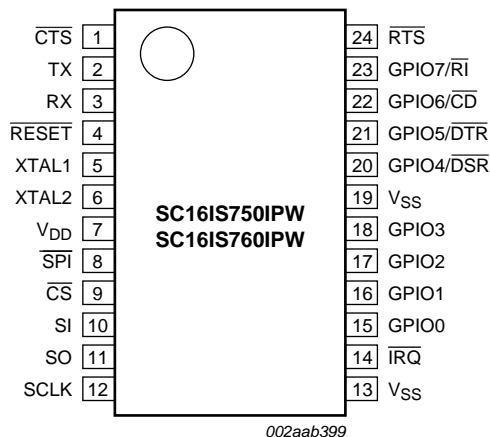 CTS 1
TX 2
RX 3
RESET 4
XTAL1 5
XTAL2 6
VDD 7
SPI 8
CS 9
SI 10
SO 11
SCLK 12
SC16IS750IPW
SC16IS760IPW
24 RTS
23 GPIO7/RI
22 GPIO6/CD
21 GPIO5/DTR
20 GPIO4/DSR
19 VSS
18 GPIO3
17 GPIO2
16 GPIO1
15 GPIO0
14 IRQ
13 VSS
002aab399